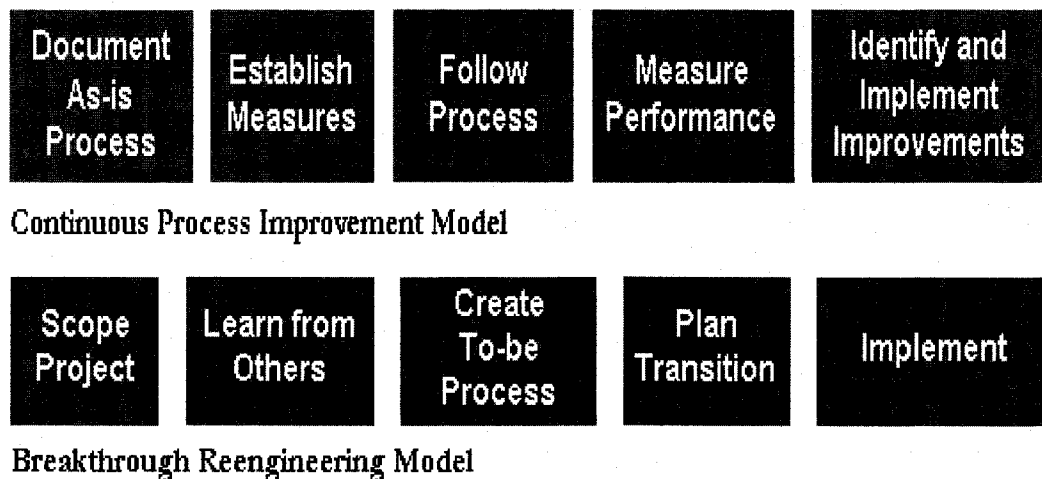 Document
As-is
Process
Establish
Measures
Follow
Process
Measure
Performance
Identify and
Implement
Improvements
Continuous Process Improvement Model
Scope
Project
Learn from
Others
Create
To-be
Process
Plan
Transition
Implement
Breakthrough Reengineering Model